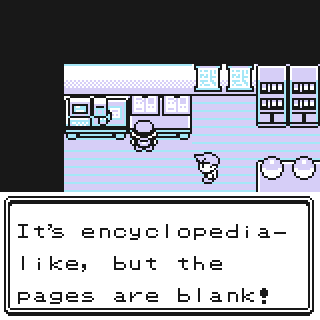 It's encyclopedia-
like, but the
pages are blank!